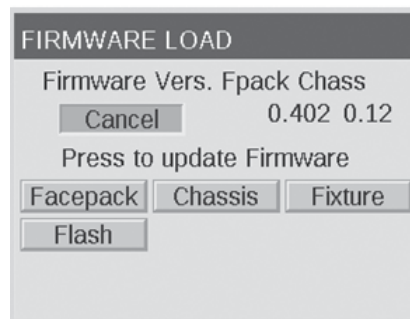 FIRMWARE LOAD
Firmware Vers. Fpack Chass
Cancel 0.402 0.12
Press to update Firmware
Facepack Chassis Fixture
Flash